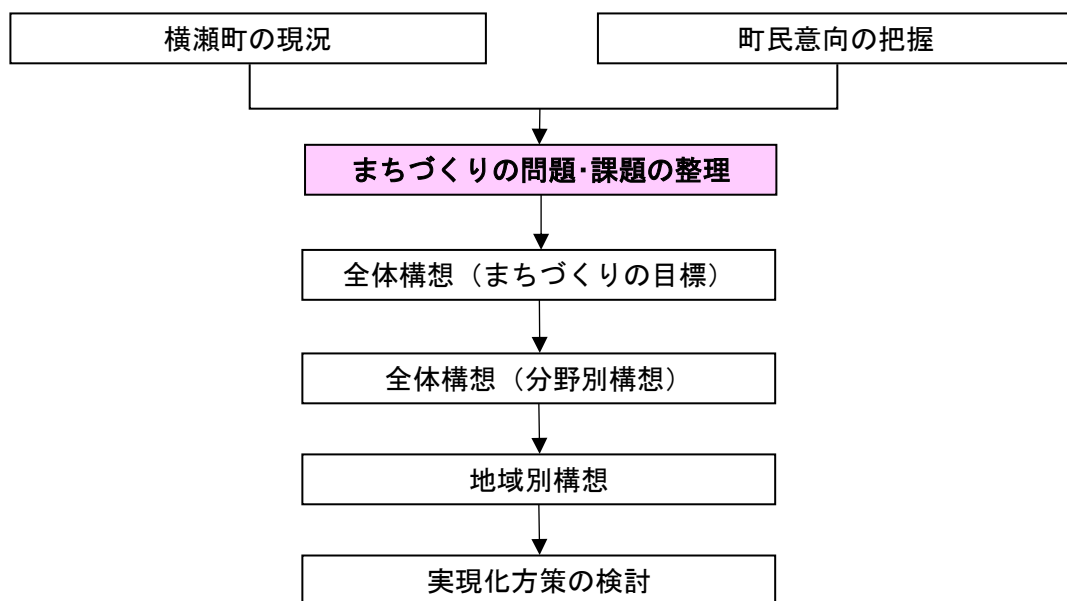 横瀬町の現況
町民意向の把握
まちづくりの問題・課題の整理
全体構想（まちづくりの目標）
全体構想（分野別構想）
地域別構想
実現化方策の検討